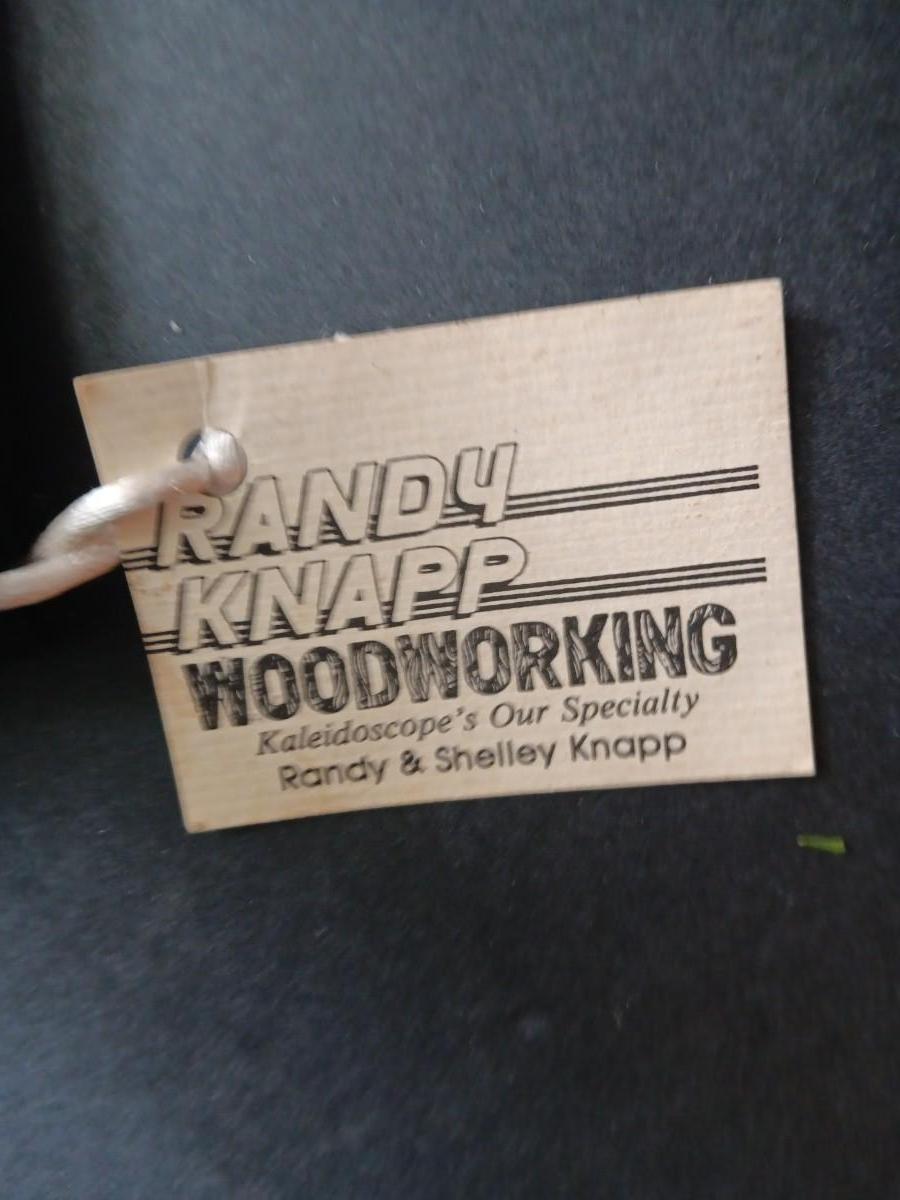 RANDY
KNAPP
WOODWORKING
Kaleidoscope's Our Specialty
Randy & Shelley Knapp